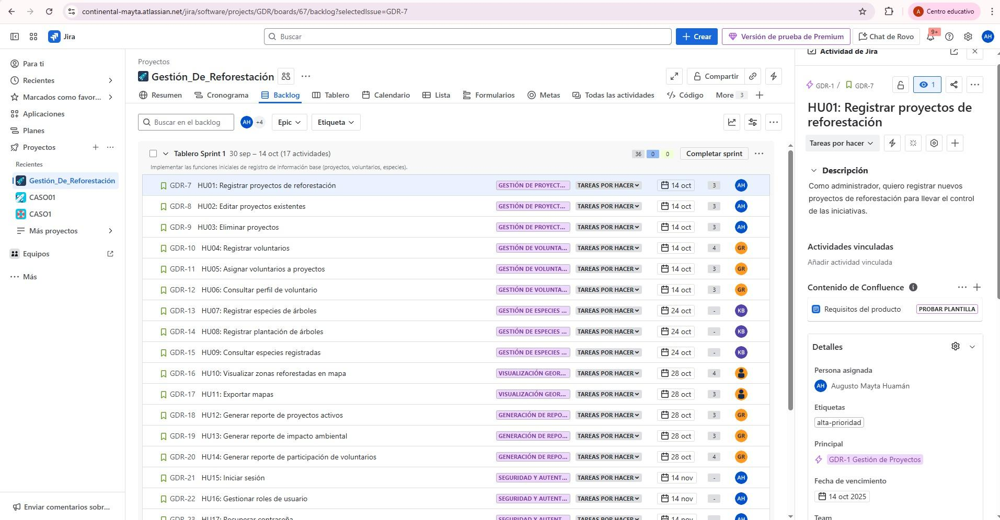 continental-mayta.atlassian.net/jira/software/projects/GDR/boards/67/backlog?selectedIssue=GDR-7
A Centro educativo
Jira
Buscar
Crear
Versión de prueba de Premium
Chat de Rovo
9+
AH
Para ti
Recientes
Marcados como favor...
Aplicaciones
Planes
Proyectos
Recientes
Gestión_De_Reforestación
CASO01
CASO1
Más proyectos
Equipos
Más
Enviar comentarios sobr...
Proyectos
Gestión_De_Reforestación
Compartir
Resumen Cronograma Backlog Tablero Calendario Lista Formularios Metas Todas las actividades Código More 3
Buscar en el backlog AH +4 Epic Etiqueta
Tablero Sprint 1 30 sep – 14 oct (17 actividades) 36 0 0 Completar sprint
Implementar las funciones iniciales de registro de información base (proyectos, voluntarios, especies).
GDR-7 HU01: Registrar proyectos de reforestación GESTIÓN DE PROYECT... TAREAS POR HACER 14 oct 3 AH
GDR-8 HU02: Editar proyectos existentes GESTIÓN DE PROYECT... TAREAS POR HACER 14 oct 3 AH
GDR-9 HU03: Eliminar proyectos GESTIÓN DE PROYECT... TAREAS POR HACER 14 oct 3 AH
GDR-10 HU04: Registrar voluntarios GESTIÓN DE VOLUNTA... TAREAS POR HACER 14 oct 4 GR
GDR-11 HU05: Asignar voluntarios a proyectos GESTIÓN DE VOLUNTA... TAREAS POR HACER 14 oct 3 GR
GDR-12 HU06: Consultar perfil de voluntario GESTIÓN DE VOLUNTA... TAREAS POR HACER 14 oct 3 GR
GDR-13 HU07: Registrar especies de árboles GESTIÓN DE ESPECIES ... TAREAS POR HACER 24 oct - KB
GDR-14 HU08: Registrar plantación de árboles GESTIÓN DE ESPECIES ... TAREAS POR HACER 24 oct - KB
GDR-15 HU09: Consultar especies registradas GESTIÓN DE ESPECIES ... TAREAS POR HACER 24 oct - KB
GDR-16 HU10: Visualizar zonas reforestadas en mapa VISUALIZACIÓN GEOR... TAREAS POR HACER 28 oct 4
GDR-17 HU11: Exportar mapas VISUALIZACIÓN GEOR... TAREAS POR HACER 28 oct 3
GDR-18 HU12: Generar reporte de proyectos activos GENERACIÓN DE REPO... TAREAS POR HACER 28 oct 3 GR
GDR-19 HU13: Generar reporte de impacto ambiental GENERACIÓN DE REPO... TAREAS POR HACER 28 oct 3 GR
GDR-20 HU14: Generar reporte de participación de voluntarios GENERACIÓN DE REPO... TAREAS POR HACER 28 oct 4 GR
GDR-21 HU15: Iniciar sesión SEGURIDAD Y AUTENT... TAREAS POR HACER 14 nov - AH
GDR-22 HU16: Gestionar roles de usuario SEGURIDAD Y AUTENT... TAREAS POR HACER 14 nov - AH
GDR-23 HU17: Recuperar contraseña SEGURIDAD Y AUTENT... TAREAS POR HACER 14 nov AH
Actividad de Jira
GDR-1 / GDR-7 1
HU01: Registrar proyectos de
reforestación
Tareas por hacer
Descripción
Como administrador, quiero registrar nuevos
proyectos de reforestación para llevar el control
de las iniciativas.
Actividades vinculadas
Añadir actividad vinculada
Contenido de Confluence
Requisitos del producto PROBAR PLANTILLA
Detalles
Persona asignada
AH Augusto Mayta Huamán
Etiquetas
alta-prioridad
Principal
GDR-1 Gestión de Proyectos
Fecha de vencimiento
14 oct 2025
Team